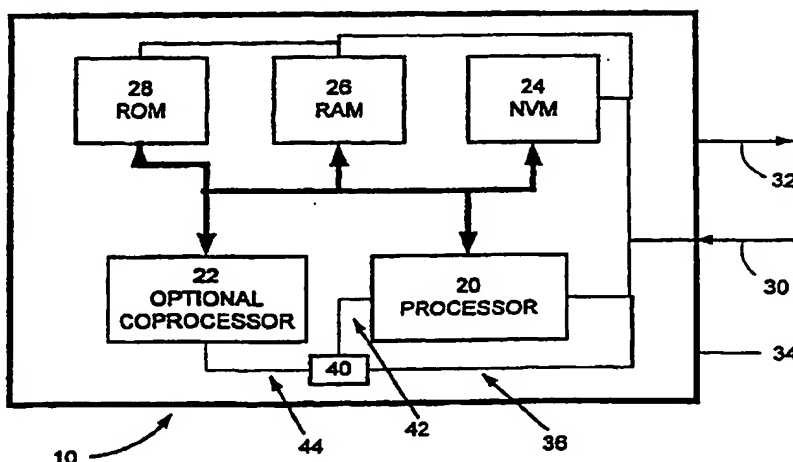 28
ROM
26
RAM
24
NVM
32
22
OPTIONAL
COPROCESSOR
20
PROCESSOR
30
40
34
10
44
42
36